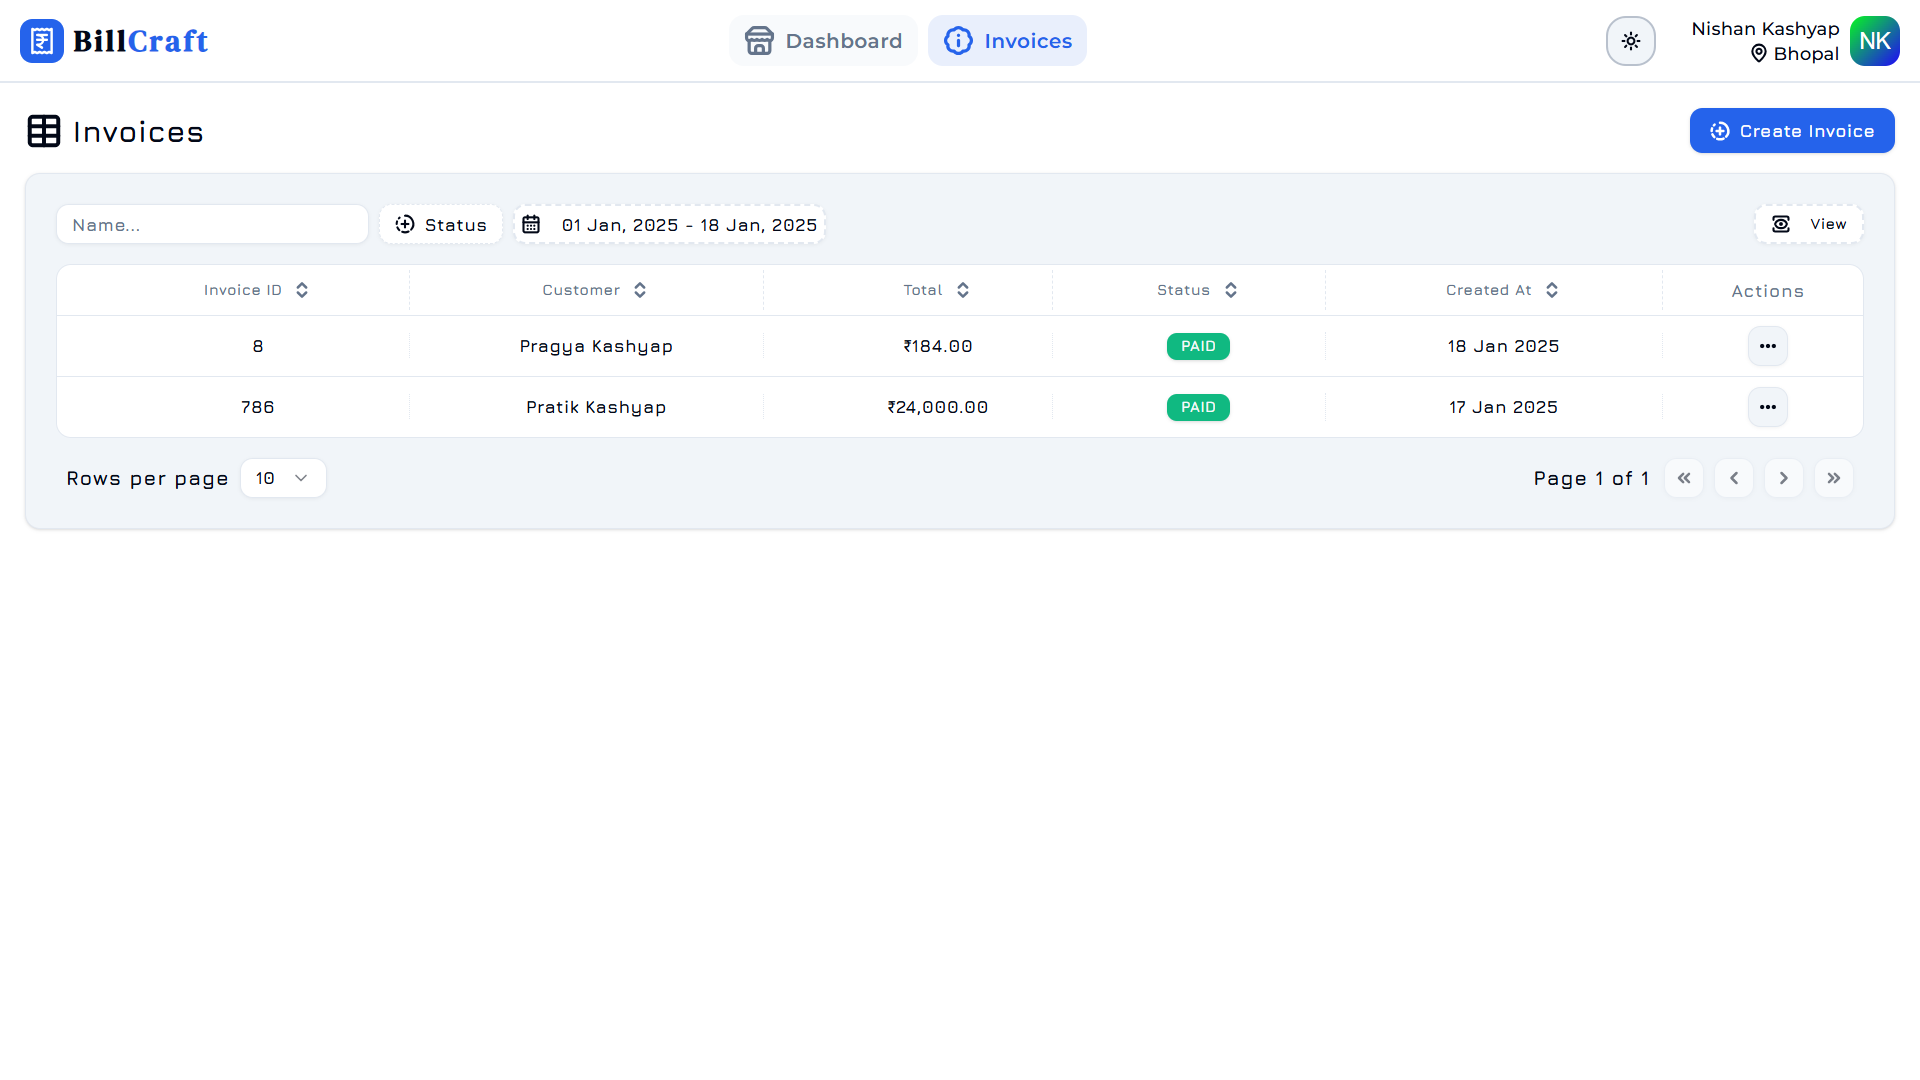 BillCraft
Dashboard
Invoices
Nishan Kashyap
Bhopal
NK
Invoices
Create Invoice
Name...
Status
01 Jan, 2025 - 18 Jan, 2025
View
Invoice ID Customer Total Status Created At Actions
8 Pragya Kashyap ₹184.00 PAID 18 Jan 2025
786 Pratik Kashyap ₹24,000.00 PAID 17 Jan 2025
Rows per page 10
Page 1 of 1